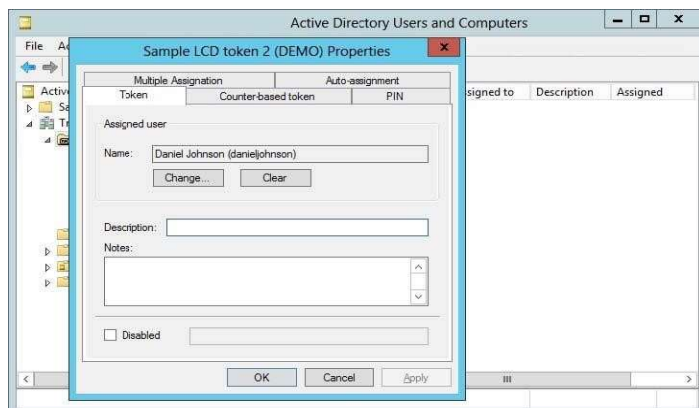 Active Directory Users and Computers
File
Sample LCD token 2 (DEMO) Properties
Multiple Assignation Auto-assignment
Token Counter-based token PIN
Assigned user
Name: Daniel Johnson (danieljohnson)
Change... Clear
Description:
Notes:
Disabled
OK Cancel Apply
Description Assigned